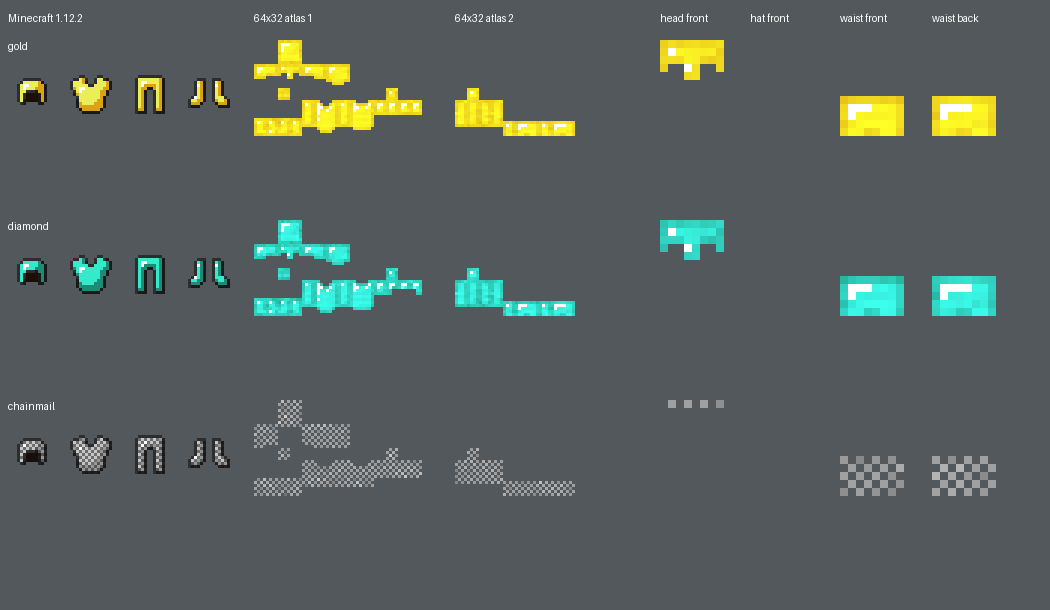 Minecraft 1.12.2
64x32 atlas 1
64x32 atlas 2
head front
hat front
waist front
waist back
gold
diamond
chainmail